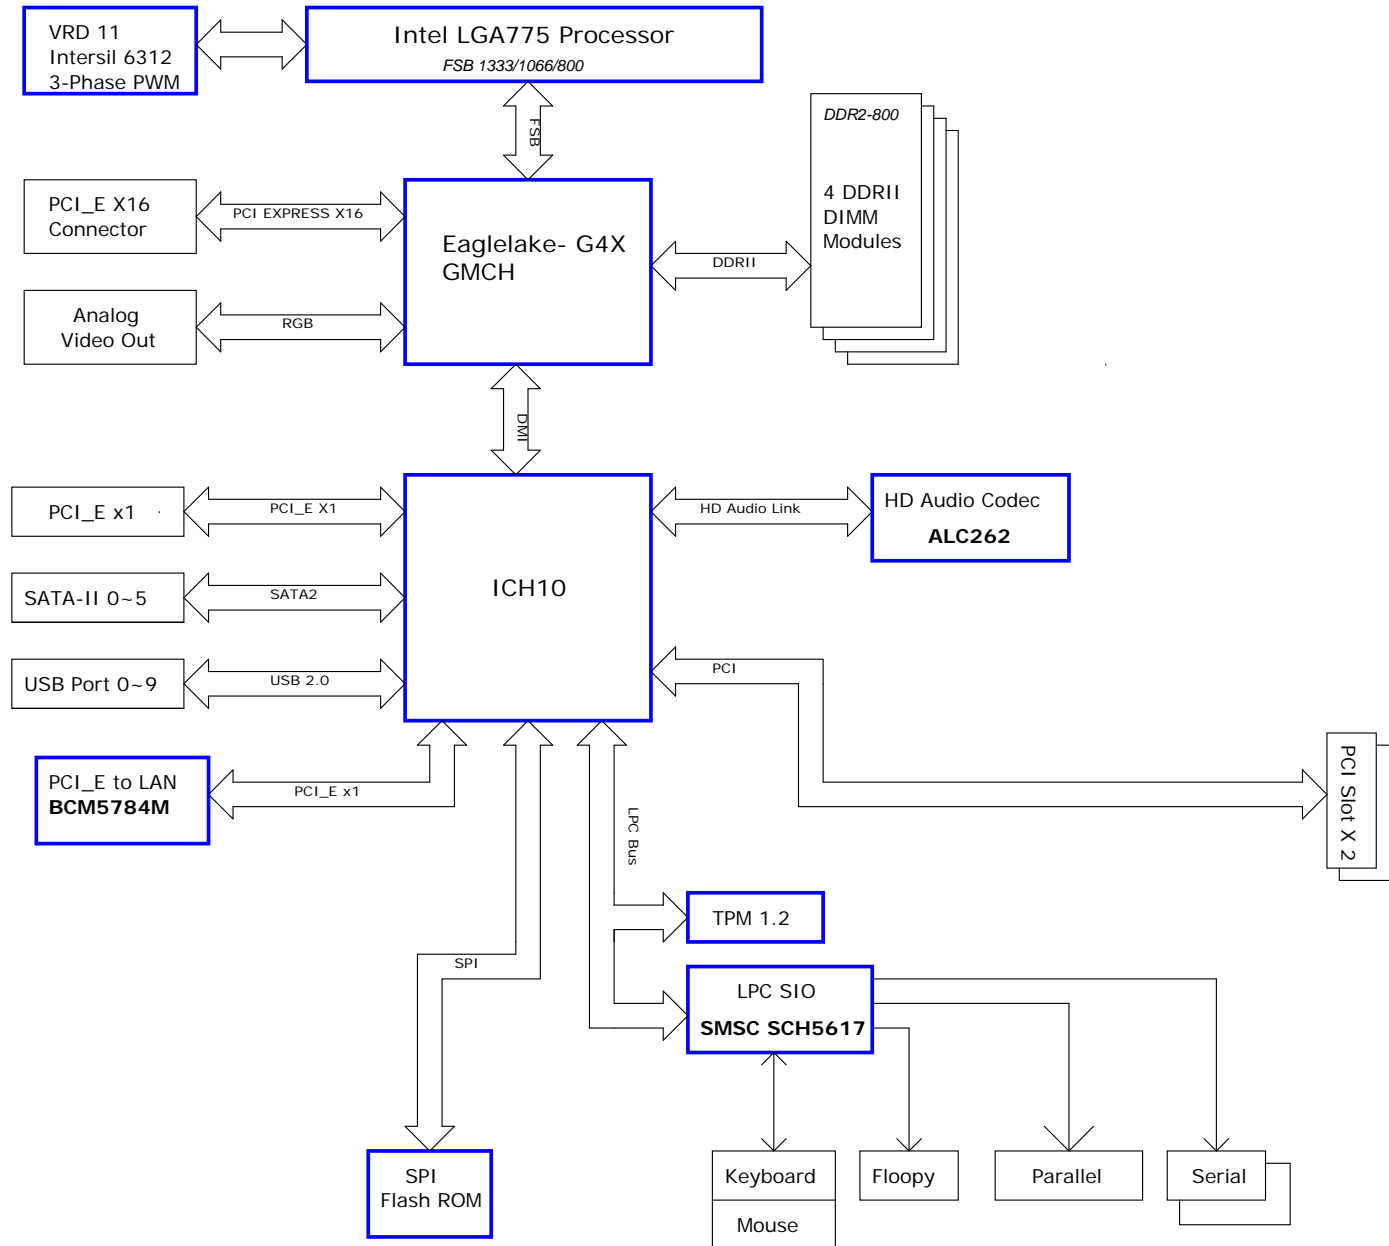 VRD 11
Intersil 6312
3-Phase PWM
Intel LGA775 Processor
FSB 1333/1066/800
FSB
DDR2-800
4 DDRII
DIMM
Modules
PCI_E X16
Connector
PCI EXPRESS X16
Eaglelake- G4X
GMCH
DDRII
Analog
Video Out
RGB
DMI
PCI_E x1
PCI_E X1
HD Audio Link
HD Audio Codec
ALC262
SATA-II 0~5
SATA2
ICH10
USB Port 0~9
USB 2.0
PCI
PCI_E to LAN
BCM5784M
PCI_E x1
LPC Bus
PCI Slot X 2
TPM 1.2
SPI
LPC SIO
SMSC SCH5617
SPI
Flash ROM
Keyboard
Mouse
Floopy
Parallel
Serial